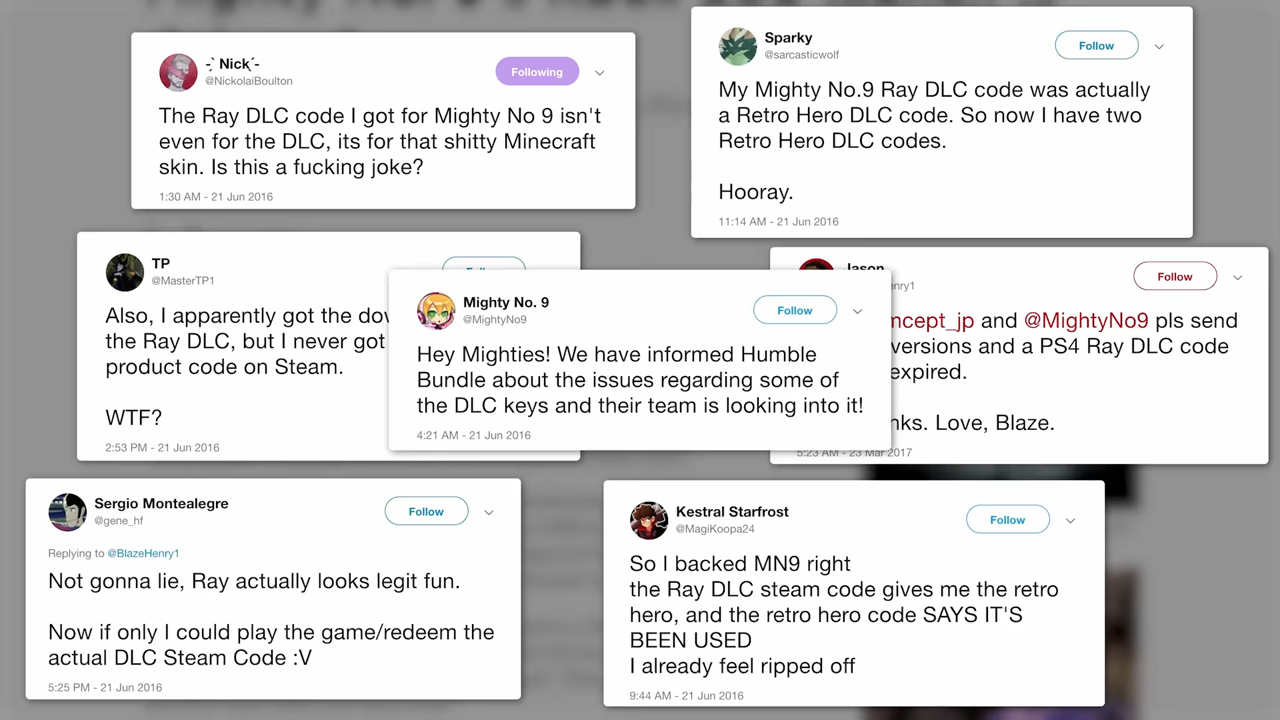 -`̗ Nick ̖́-
@NickolaiBoulton
Following
The Ray DLC code I got for Mighty No 9 isn't
even for the DLC, its for that shitty Minecraft
skin. Is this a fucking joke?
1:30 AM - 21 Jun 2016
Sparky
@sarcasticwolf
Follow
My Mighty No.9 Ray DLC code was actually
a Retro Hero DLC code. So now I have two
Retro Hero DLC codes.
Hooray.
11:14 AM - 21 Jun 2016
TP
@MasterTP1
Also, I apparently got the
the Ray DLC, but I never got
product code on Steam.
WTF?
2:53 PM - 21 Jun 2016
Mighty No. 9
@MightyNo9
Follow
Hey Mighties! We have informed Humble
Bundle about the issues regarding some of
the DLC keys and their team is looking into it!
4:21 AM - 21 Jun 2016
Jason
Follow
and @MightyNo9 pls send
versions and a PS4 Ray DLC code
expired.
Love, Blaze.
5:23 AM - 23 Mar 2017
Sergio Montealegre
@gene_hf
Follow
Replying to @BlazeHenry1
Not gonna lie, Ray actually looks legit fun.
Now if only I could play the game/redeem the
actual DLC Steam Code :V
5:25 PM - 21 Jun 2016
Kestral Starfrost
@MagiKoopa24
Follow
So I backed MN9 right
the Ray DLC steam code gives me the retro
hero, and the retro hero code SAYS IT'S
BEEN USED
I already feel ripped off
9:44 AM - 21 Jun 2016